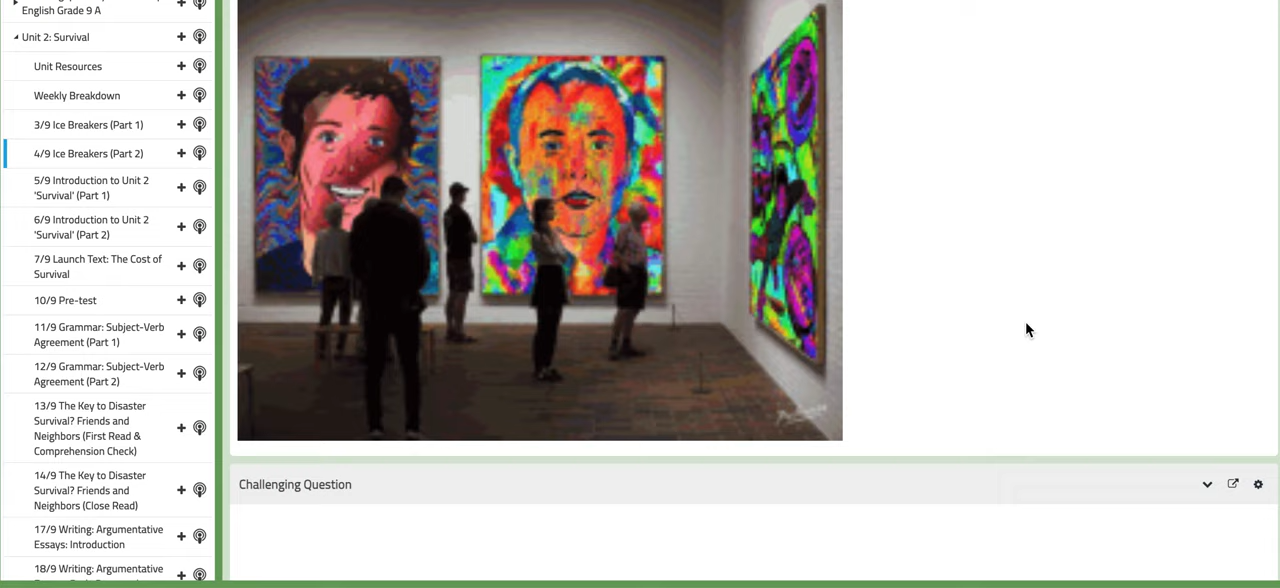 English Grade 9 A
Unit 2: Survival
Unit Resources
Weekly Breakdown
3/9 Ice Breakers (Part 1)
4/9 Ice Breakers (Part 2)
5/9 Introduction to Unit 2
'Survival' (Part 1)
6/9 Introduction to Unit 2
'Survival' (Part 2)
7/9 Launch Text: The Cost of
Survival
10/9 Pre-test
11/9 Grammar: Subject-Verb
Agreement (Part 1)
12/9 Grammar: Subject-Verb
Agreement (Part 2)
13/9 The Key to Disaster
Survival? Friends and
Neighbors (First Read &
Comprehension Check)
14/9 The Key to Disaster
Survival? Friends and
Neighbors (Close Read)
17/9 Writing: Argumentative
Essays: Introduction
18/9 Writing: Argumentative
Challenging Question